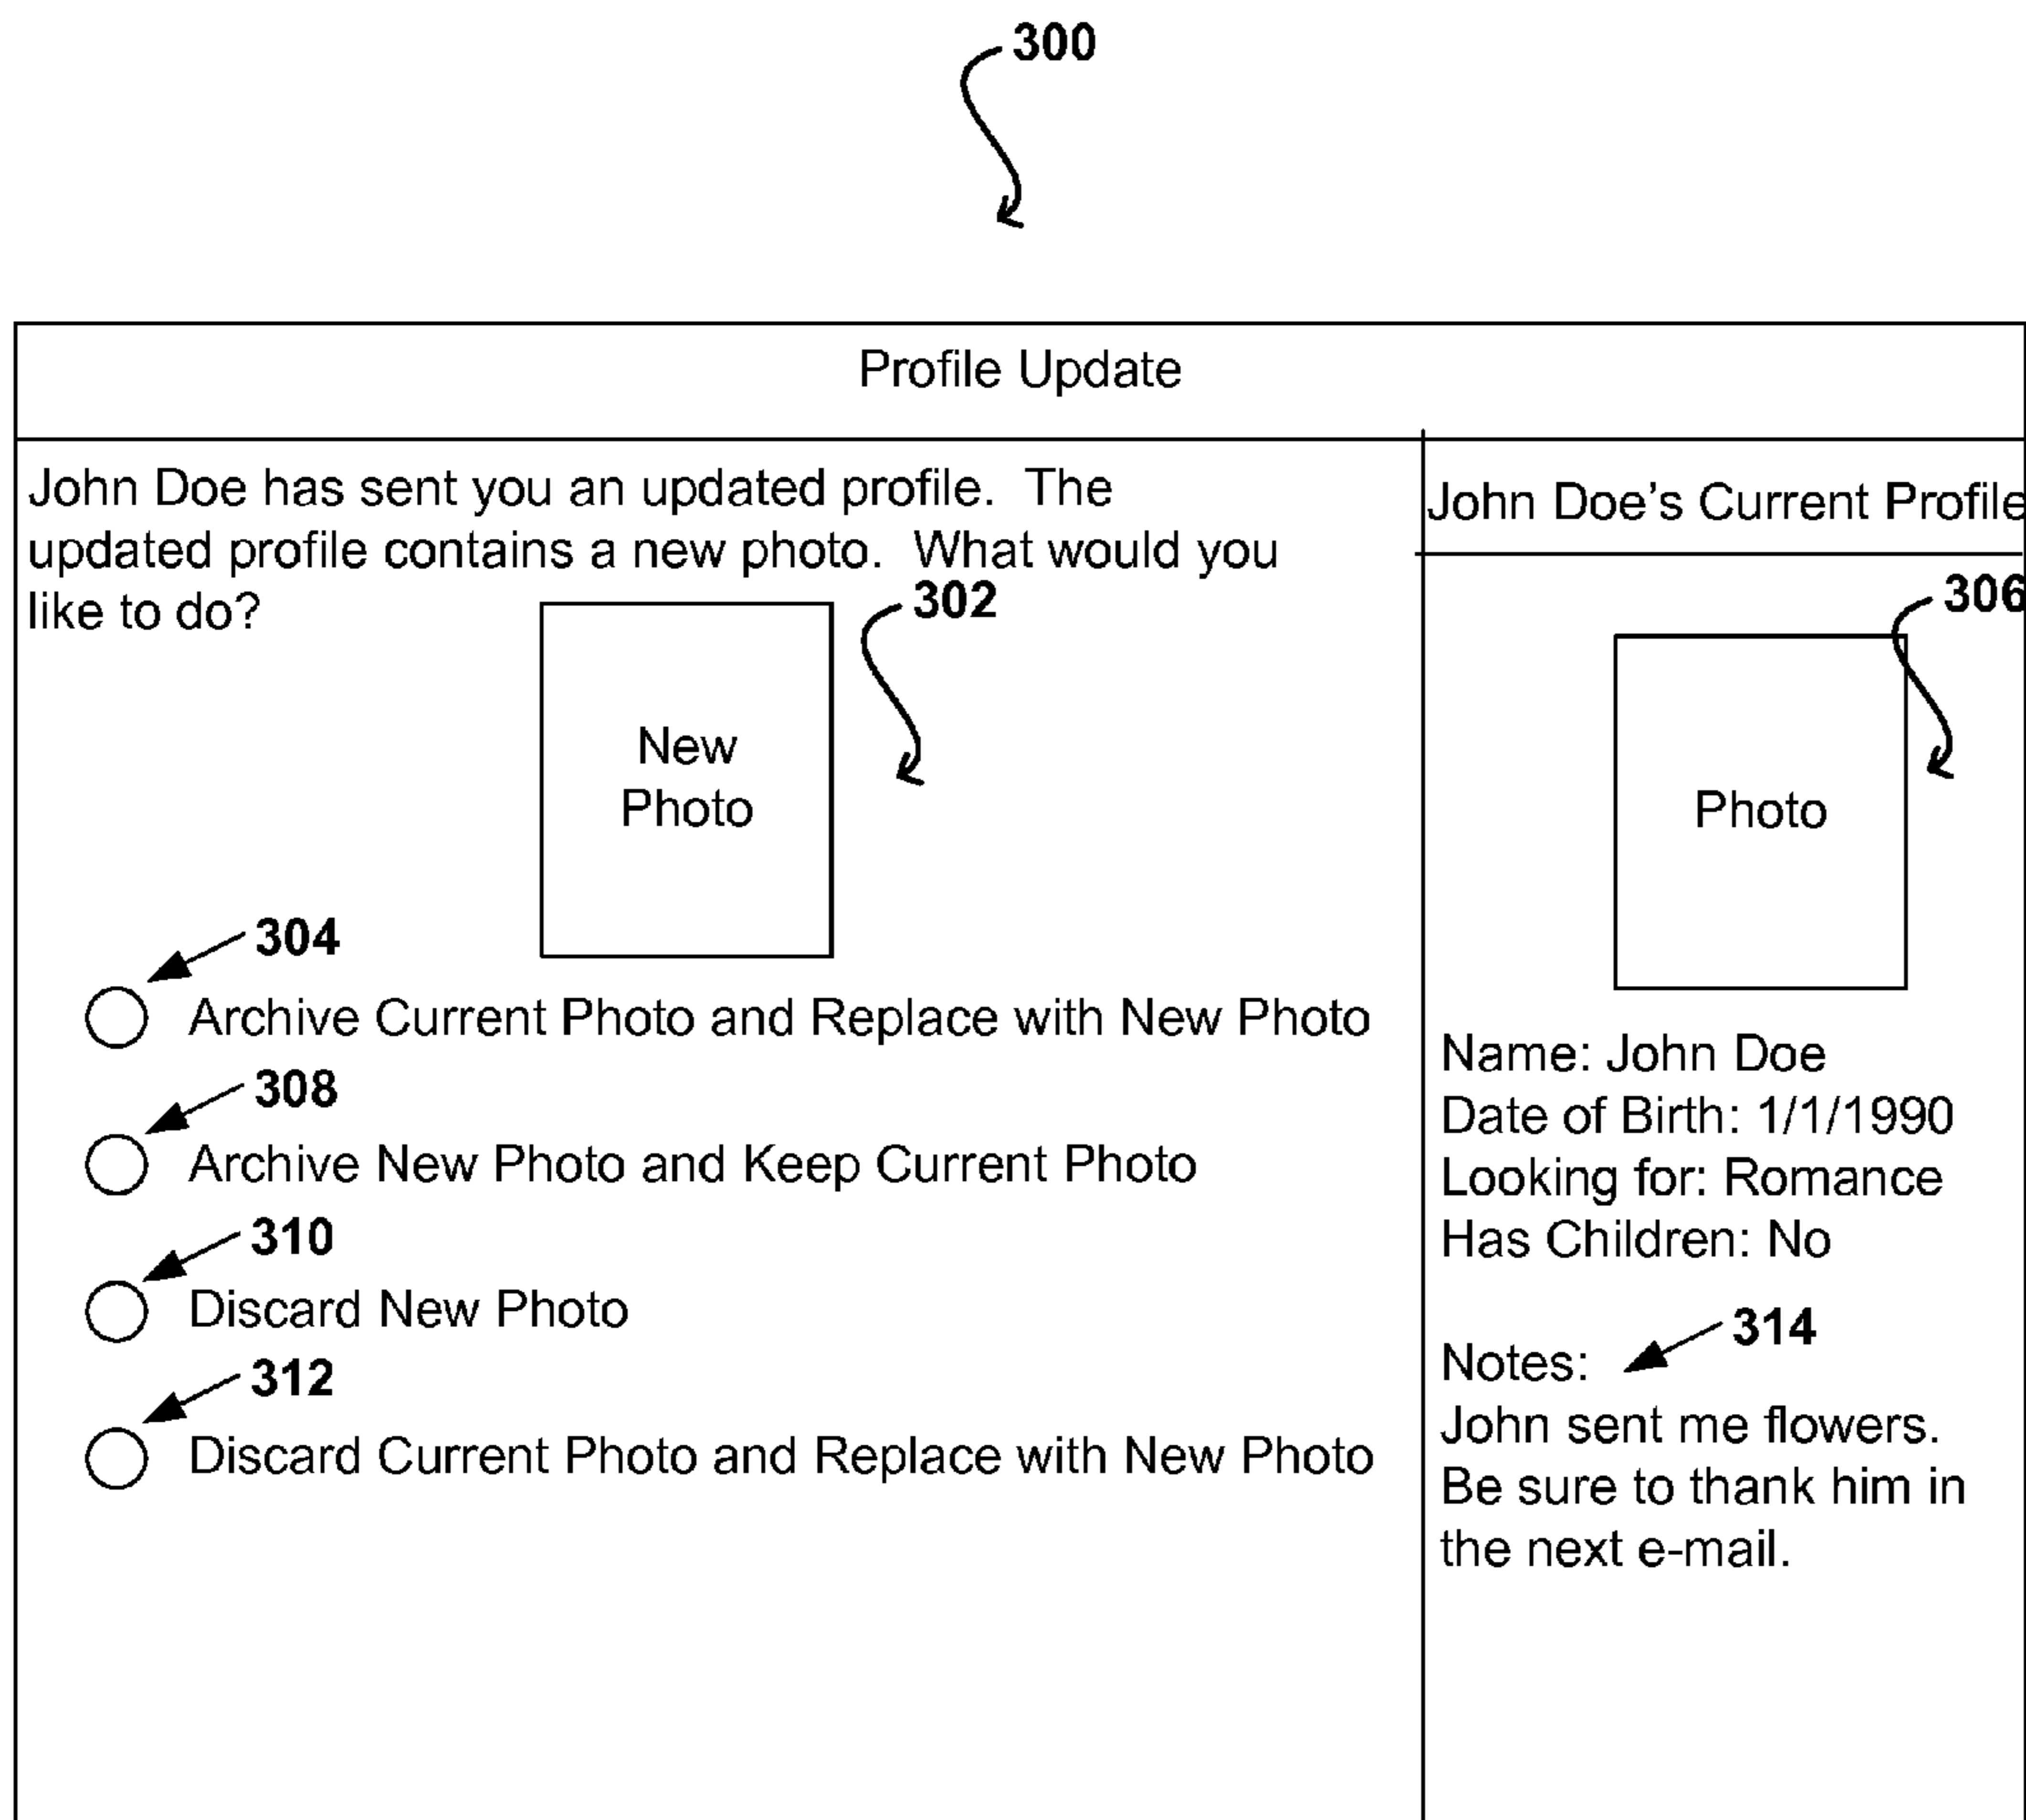 300
Profile Update
John Doe has sent you an updated profile.  The
updated profile contains a new photo.  What would you
like to do?
302
New
Photo
304
Archive Current Photo and Replace with New Photo
308
Archive New Photo and Keep Current Photo
310
Discard New Photo
312
Discard Current Photo and Replace with New Photo
John Doe’s Current Profile
306
Photo
Name: John Doe
Date of Birth: 1/1/1990
Looking for: Romance
Has Children: No
314
Notes:
John sent me flowers.
Be sure to thank him in
the next e-mail.